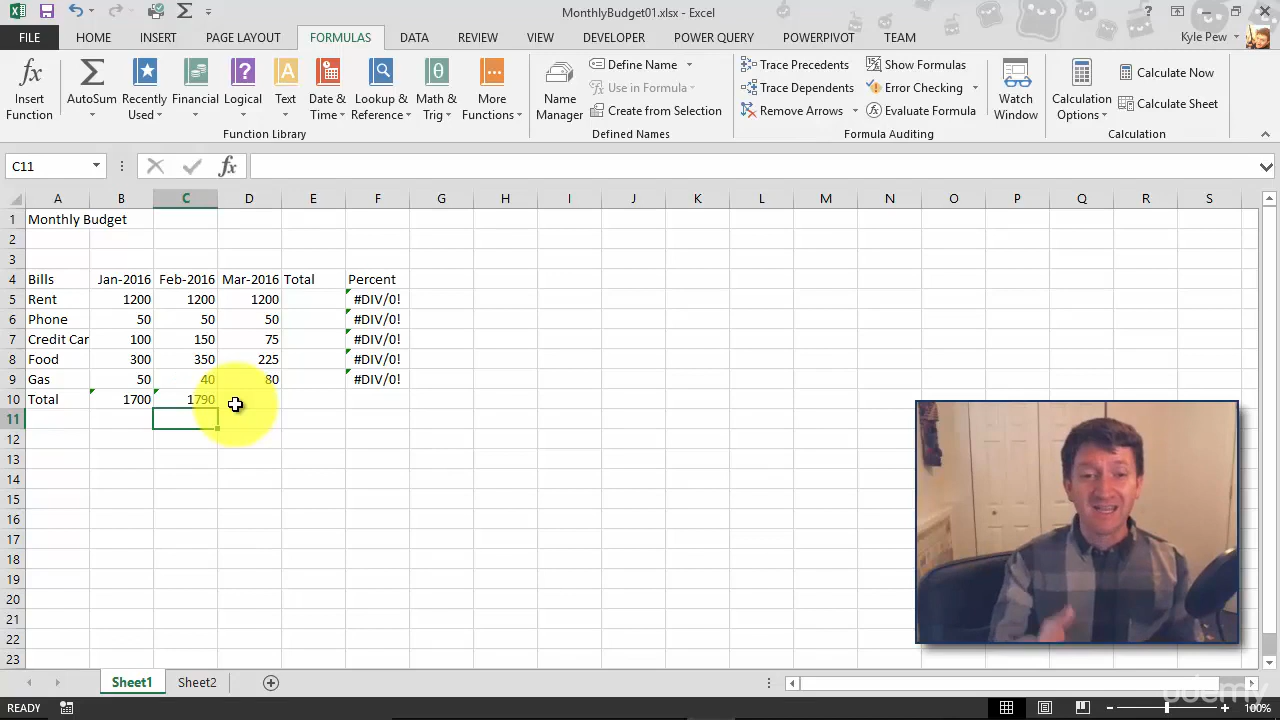 MonthlyBudget01.xlsx - Excel
FILE HOME INSERT PAGE LAYOUT FORMULAS DATA REVIEW VIEW DEVELOPER POWER QUERY POWERPIVOT TEAM Kyle Pew
Insert Function
AutoSum
Recently Used
Financial
Logical
Text
Date & Time
Lookup & Reference
Math & Trig
More Functions
Function Library
Name Manager
Define Name
Use in Formula
Create from Selection
Defined Names
Trace Precedents
Trace Dependents
Remove Arrows
Show Formulas
Error Checking
Evaluate Formula
Watch Window
Formula Auditing
Calculation Options
Calculate Now
Calculate Sheet
Calculation
C11 fx
A B C D E F G H I J K L M N O P Q R S
1 Monthly Budget
2
3
4 Bills Jan-2016 Feb-2016 Mar-2016 Total Percent
5 Rent 1200 1200 1200 #DIV/0!
6 Phone 50 50 50 #DIV/0!
7 Credit Car 100 150 75 #DIV/0!
8 Food 300 350 225 #DIV/0!
9 Gas 50 40 80 #DIV/0!
10 Total 1700 1790
11
12
13
14
15
16
17
18
19
20
21
22
23
Sheet1 Sheet2
READY 100%
udemy